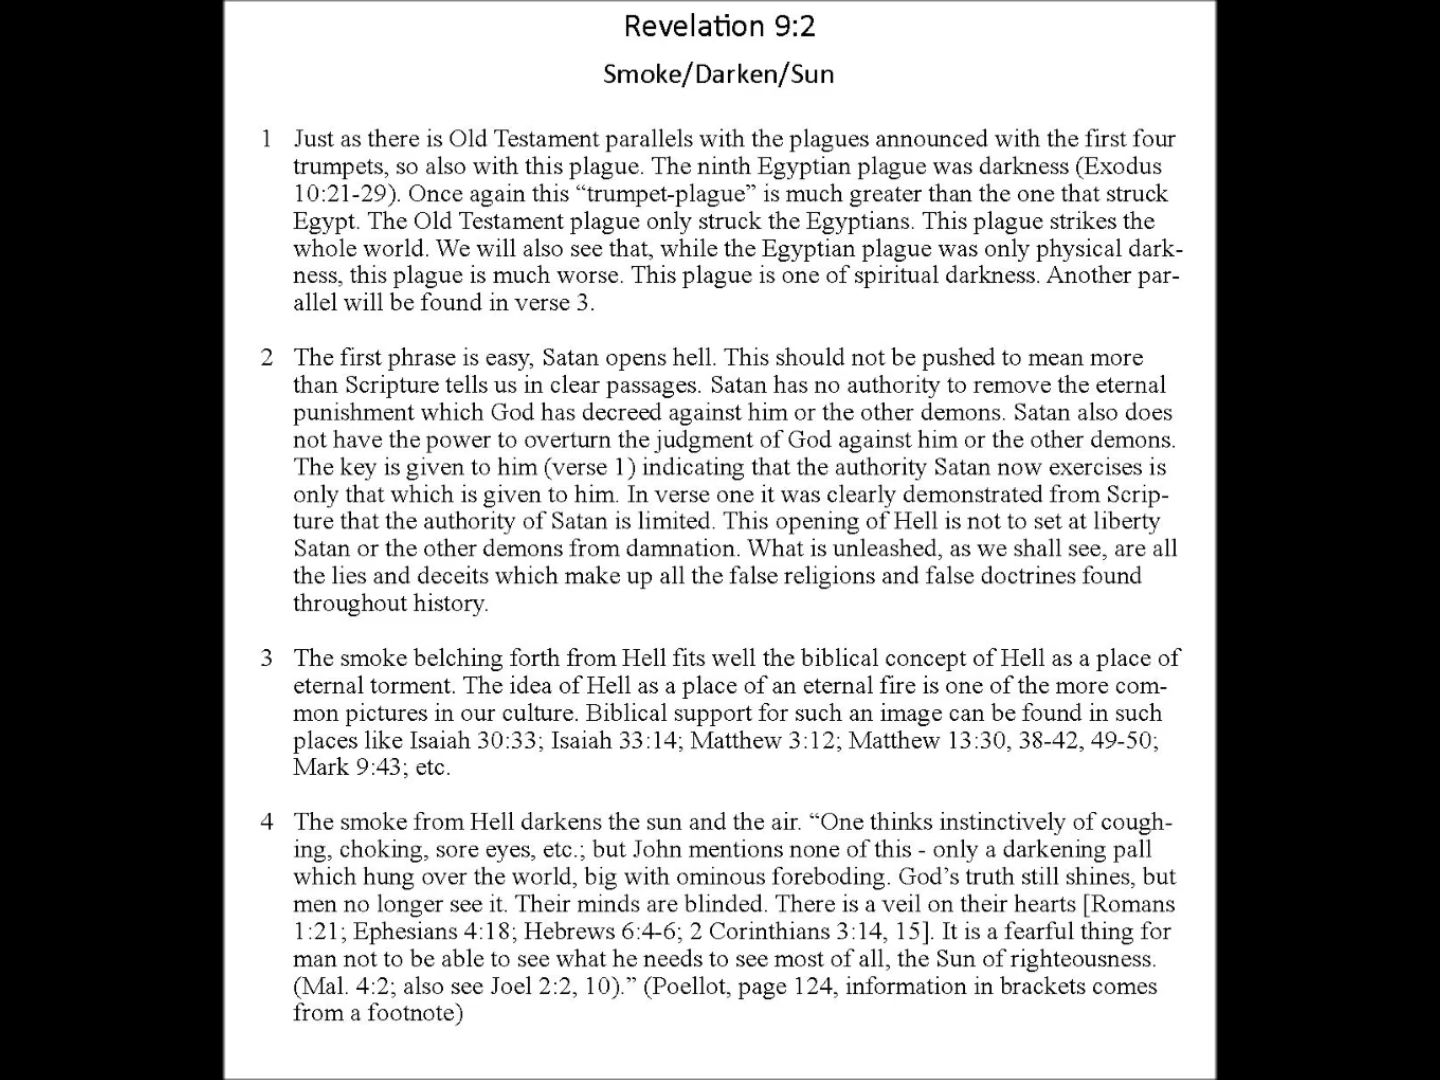 Revelation 9:2
Smoke/Darken/Sun
1 Just as there is Old Testament parallels with the plagues announced with the first four
trumpets, so also with this plague. The ninth Egyptian plague was darkness (Exodus
10:21-29). Once again this “trumpet-plague” is much greater than the one that struck
Egypt. The Old Testament plague only struck the Egyptians. This plague strikes the
whole world. We will also see that, while the Egyptian plague was only physical dark-
ness, this plague is much worse. This plague is one of spiritual darkness. Another par-
allel will be found in verse 3.
2 The first phrase is easy, Satan opens hell. This should not be pushed to mean more
than Scripture tells us in clear passages. Satan has no authority to remove the eternal
punishment which God has decreed against him or the other demons. Satan also does
not have the power to overturn the judgment of God against him or the other demons.
The key is given to him (verse 1) indicating that the authority Satan now exercises is
only that which is given to him. In verse one it was clearly demonstrated from Scrip-
ture that the authority of Satan is limited. This opening of Hell is not to set at liberty
Satan or the other demons from damnation. What is unleashed, as we shall see, are all
the lies and deceits which make up all the false religions and false doctrines found
throughout history.
3 The smoke belching forth from Hell fits well the biblical concept of Hell as a place of
eternal torment. The idea of Hell as a place of an eternal fire is one of the more com-
mon pictures in our culture. Biblical support for such an image can be found in such
places like Isaiah 30:33; Isaiah 33:14; Matthew 3:12; Matthew 13:30, 38-42, 49-50;
Mark 9:43; etc.
4 The smoke from Hell darkens the sun and the air. “One thinks instinctively of cough-
ing, choking, sore eyes, etc.; but John mentions none of this - only a darkening pall
which hung over the world, big with ominous foreboding. God’s truth still shines, but
men no longer see it. Their minds are blinded. There is a veil on their hearts [Romans
1:21; Ephesians 4:18; Hebrews 6:4-6; 2 Corinthians 3:14, 15]. It is a fearful thing for
man not to be able to see what he needs to see most of all, the Sun of righteousness.
(Mal. 4:2; also see Joel 2:2, 10).” (Poellot, page 124, information in brackets comes
from a footnote)